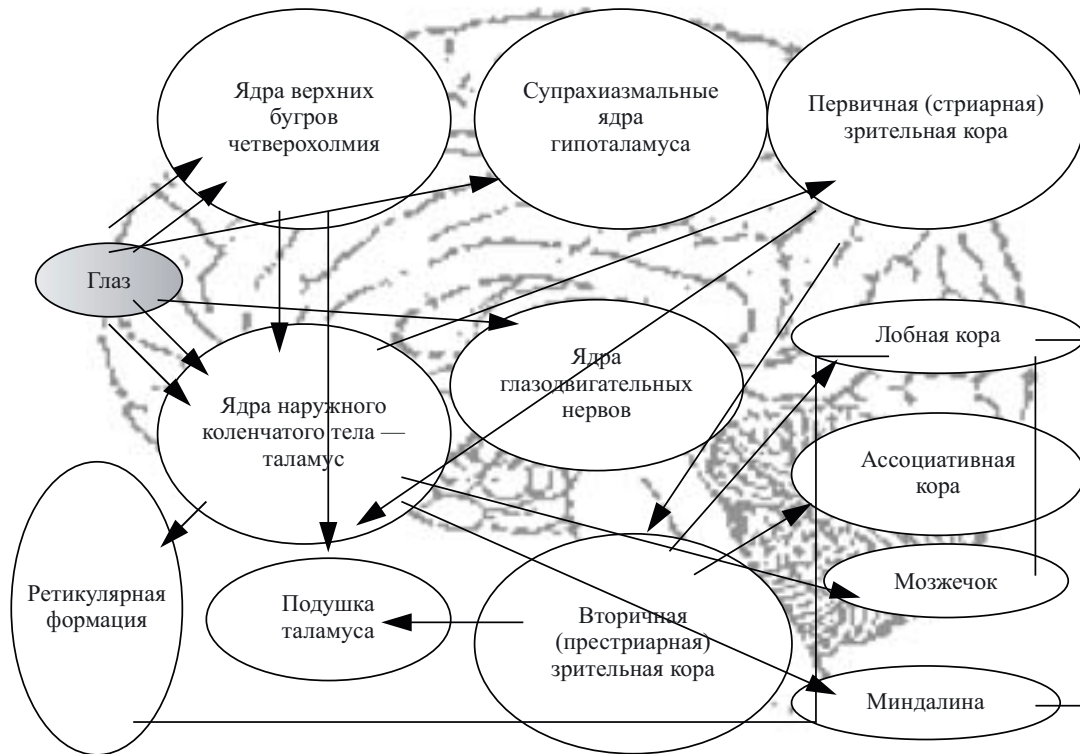 Ядра верхних
бугров
четверохолмия
Супрахиазмальные
ядра
гипоталамуса
Первичная (стриарная)
зрительная кора
Глаз
Ядра наружного
коленчатого тела —
таламус
Ядра
глазодвигательных
нервов
Лобная кора
Ассоциативная
кора
Ретикулярная
формация
Подушка
таламуса
Вторичная
(престриарная)
зрительная кора
Мозжечок
Миндалина